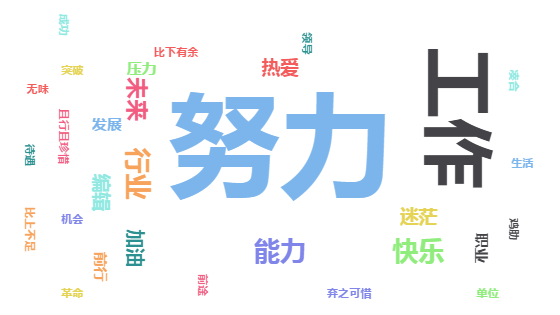 成功
领导
比下有余
突破
压力
热爱
工作
凑合
无味
未来
努力
且行且珍惜
发展
待遇
行业
生活
编辑
比上不足
机会
迷茫
鸡肋
加油
能力
快乐
职业
前行
前途
革命
弃之可惜
单位